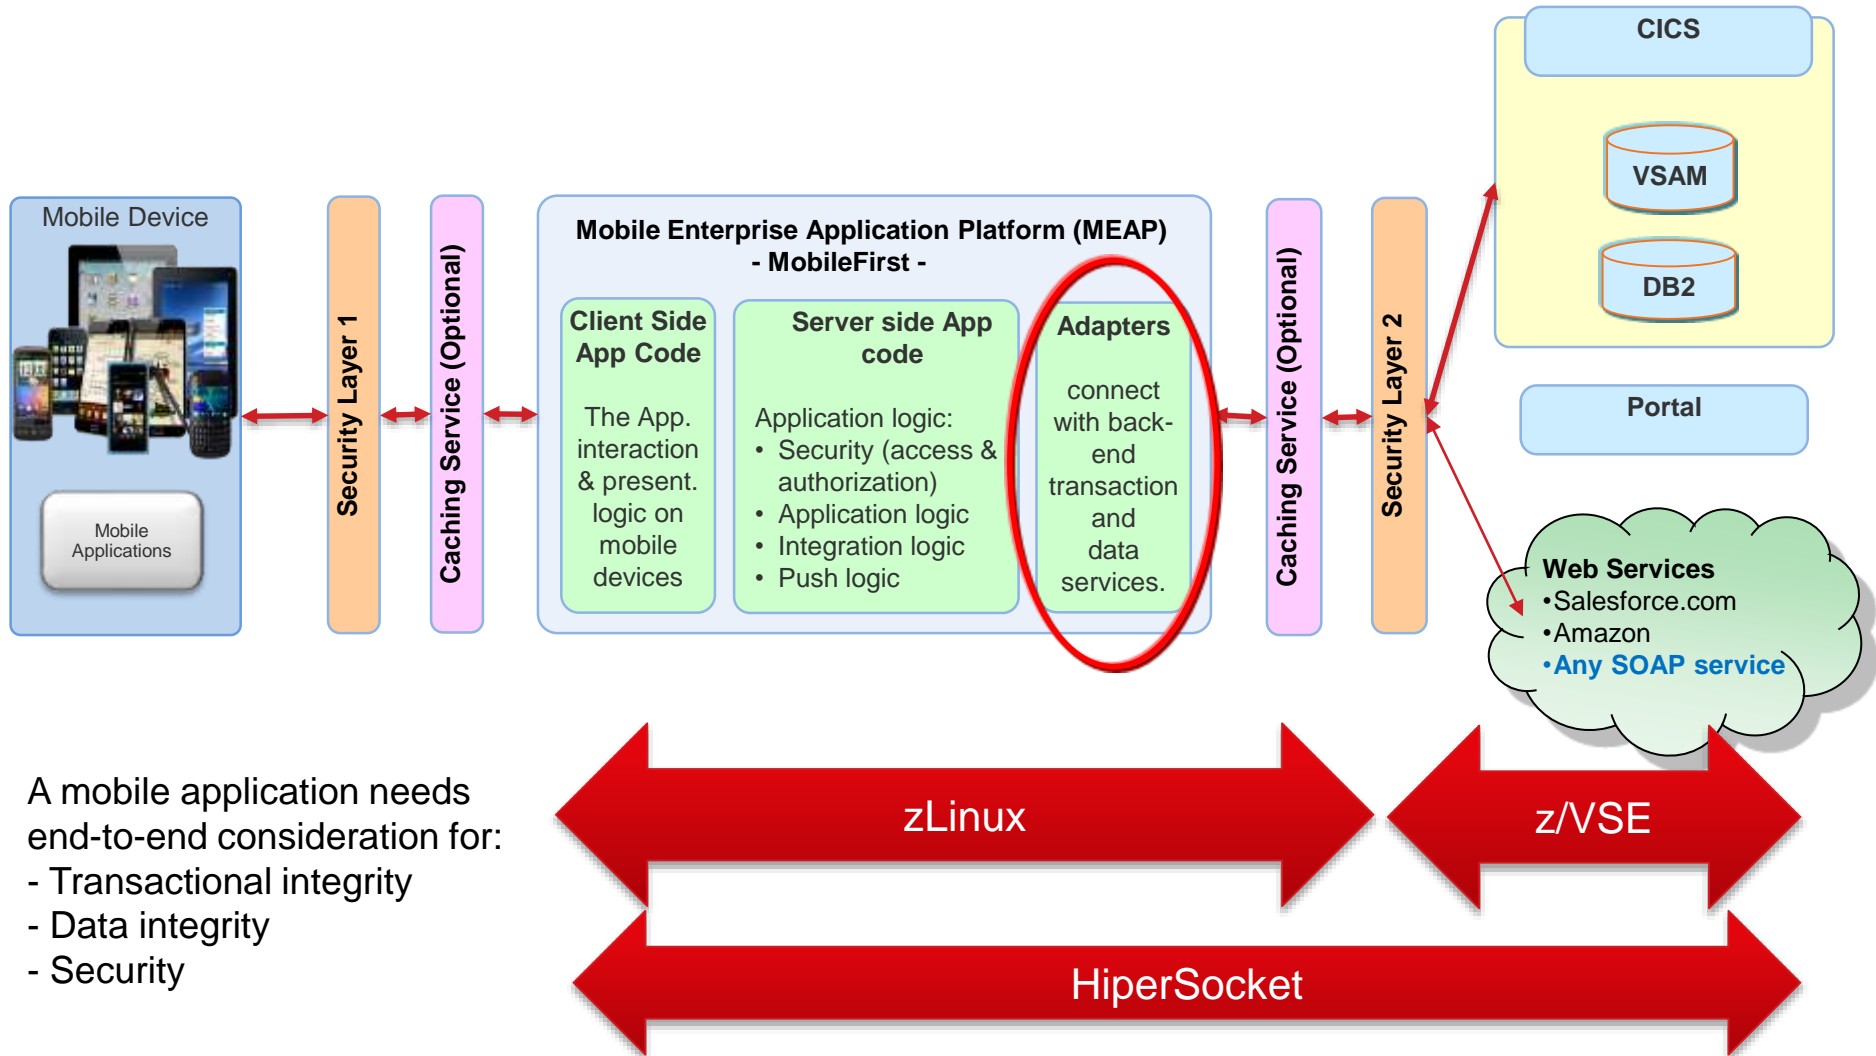 Mobile Device
Mobile
Applications
Security Layer 1
Caching Service (Optional)
Mobile Enterprise Application Platform (MEAP)
- MobileFirst -
Client Side
App Code
The App.
interaction
& present.
logic on
mobile
devices
Server side App
code
Application logic:
• Security (access &
authorization)
• Application logic
• Integration logic
• Push logic
Adapters
connect
with back-
end
transaction
and
data
services.
Caching Service (Optional)
Security Layer 2
CICS
VSAM
DB2
Portal
Web Services
•Salesforce.com
•Amazon
•Any SOAP service
A mobile application needs
end-to-end consideration for:
- Transactional integrity
- Data integrity
- Security
zLinux
z/VSE
HiperSocket